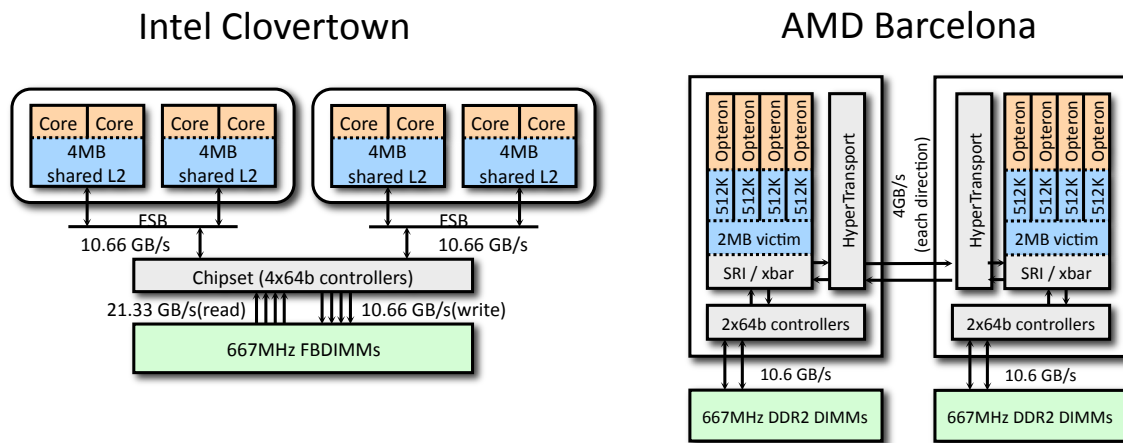 Intel Clovertown
Core Core Core Core
4MB shared L2
4MB shared L2
Core Core Core Core
4MB shared L2
4MB shared L2
FSB
FSB
10.66 GB/s
10.66 GB/s
Chipset (4x64b controllers)
21.33 GB/s(read)
10.66 GB/s(write)
667MHz FBDIMMs
AMD Barcelona
Opteron
Opteron
Opteron
Opteron
512K
512K
512K
512K
2MB victim
SRI / xbar
HyperTransport
2x64b controllers
10.6 GB/s
667MHz DDR2 DIMMs
4GB/s
(each direction)
HyperTransport
Opteron
Opteron
Opteron
Opteron
512K
512K
512K
512K
2MB victim
SRI / xbar
2x64b controllers
10.6 GB/s
667MHz DDR2 DIMMs